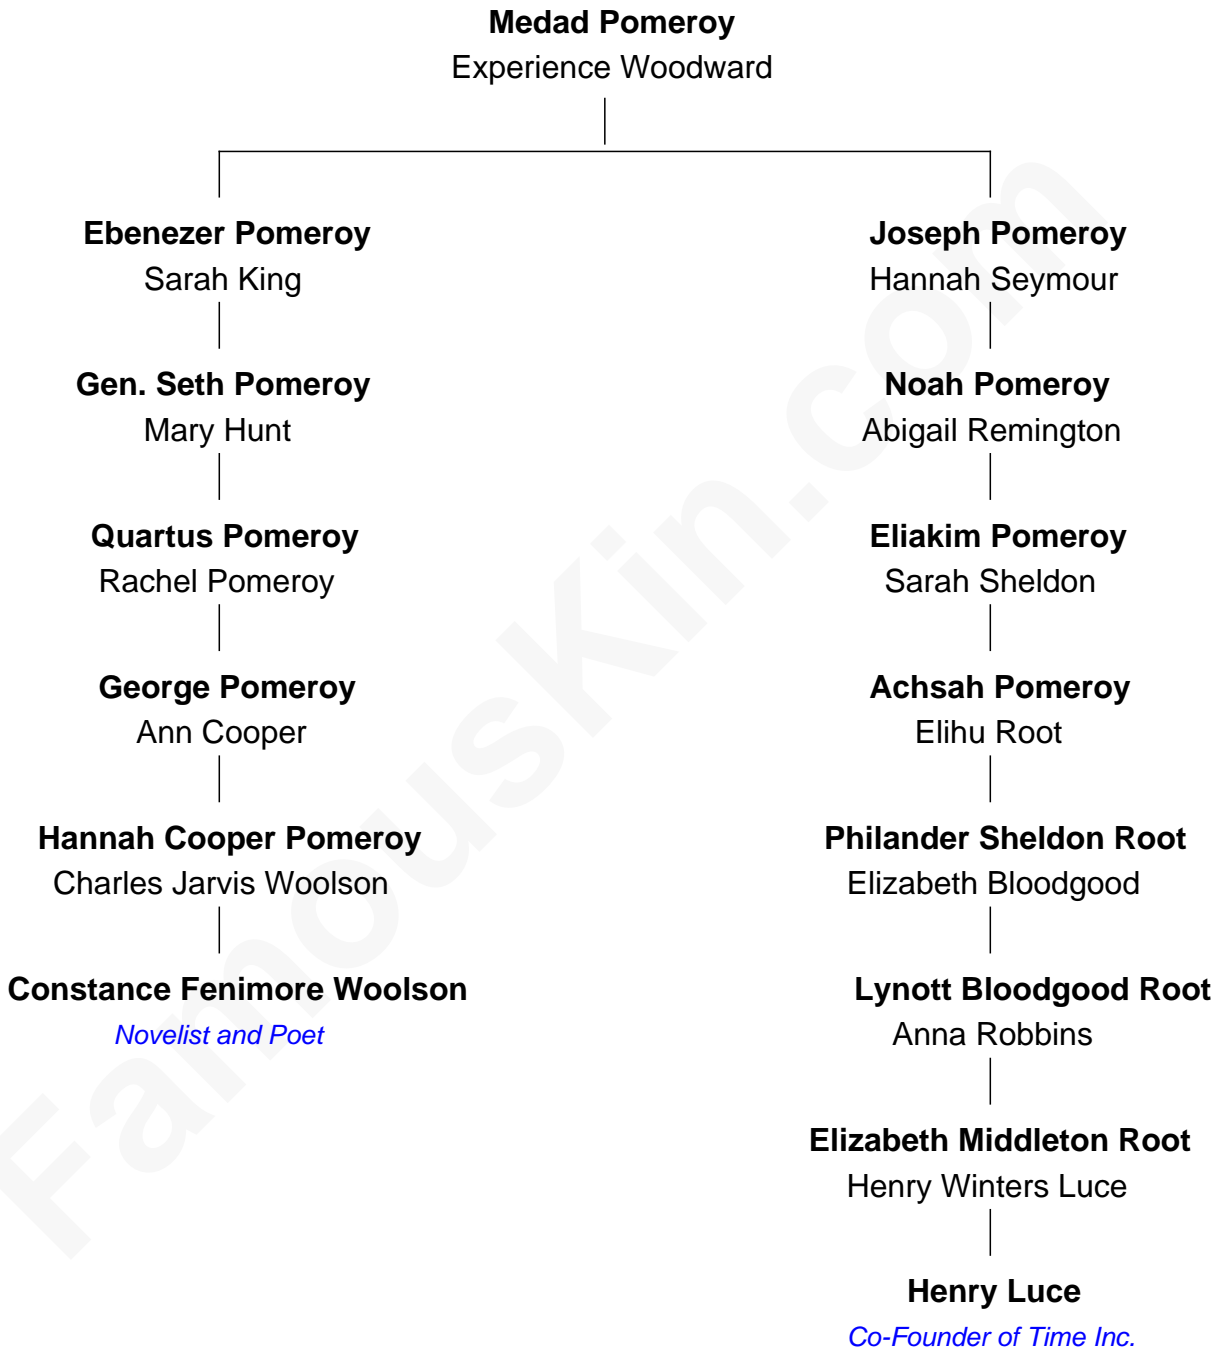 Medad Pomeroy
Experience Woodward
Ebenezer Pomeroy
Sarah King
Gen. Seth Pomeroy
Mary Hunt
Quartus Pomeroy
Rachel Pomeroy
George Pomeroy
Ann Cooper
Hannah Cooper Pomeroy
Charles Jarvis Woolson
Constance Fenimore Woolson
Novelist and Poet
Joseph Pomeroy
Hannah Seymour
Noah Pomeroy
Abigail Remington
Eliakim Pomeroy
Sarah Sheldon
Achsah Pomeroy
Elihu Root
Philander Sheldon Root
Elizabeth Bloodgood
Lynott Bloodgood Root
Anna Robbins
Elizabeth Middleton Root
Henry Winters Luce
Henry Luce
Co-Founder of Time Inc.
FamousKin.com